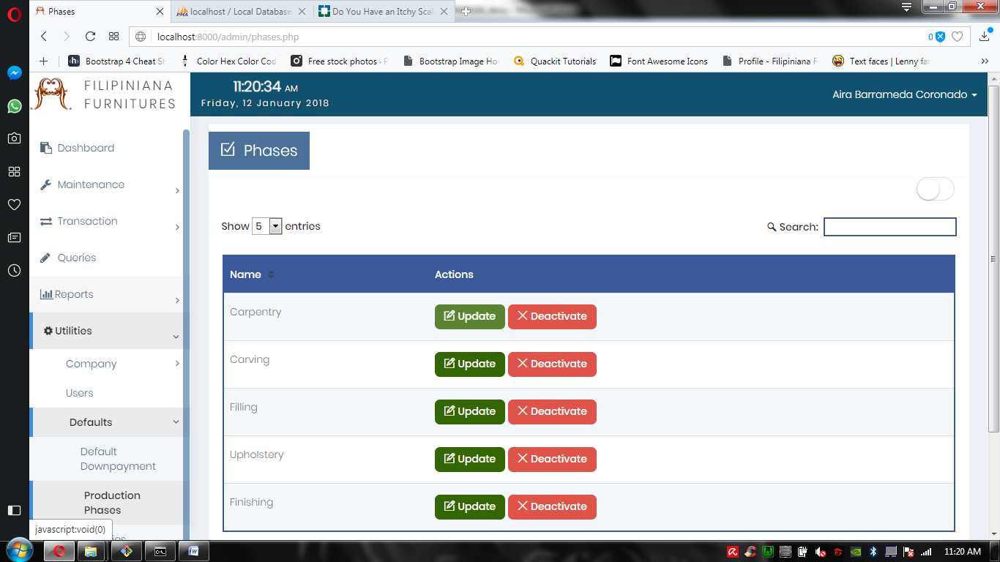 Phases
localhost / Local Database
Do You Have an Itchy Scal
localhost:8000/admin/phases.php
0
Bootstrap 4 Cheat Sh
Color Hex Color Cod
Free stock photos · P
Bootstrap Image Ho
Quackit Tutorials
Font Awesome Icons
Profile - Filipiniana F
Text faces | Lenny fa
FILIPINIANA
FURNITURES
11:20:34 AM
Friday, 12 January 2018
Aira Barrameda Coronado
Dashboard
Maintenance
Transaction
Queries
Reports
Utilities
Company
Users
Defaults
Default
Downpayment
Production
Phases
Phases
Show 5 entries
Search:
Name Actions
Carpentry Update Deactivate
Carving Update Deactivate
Filling Update Deactivate
Upholstery Update Deactivate
Finishing Update Deactivate
javascript:void(0)
11:20 AM